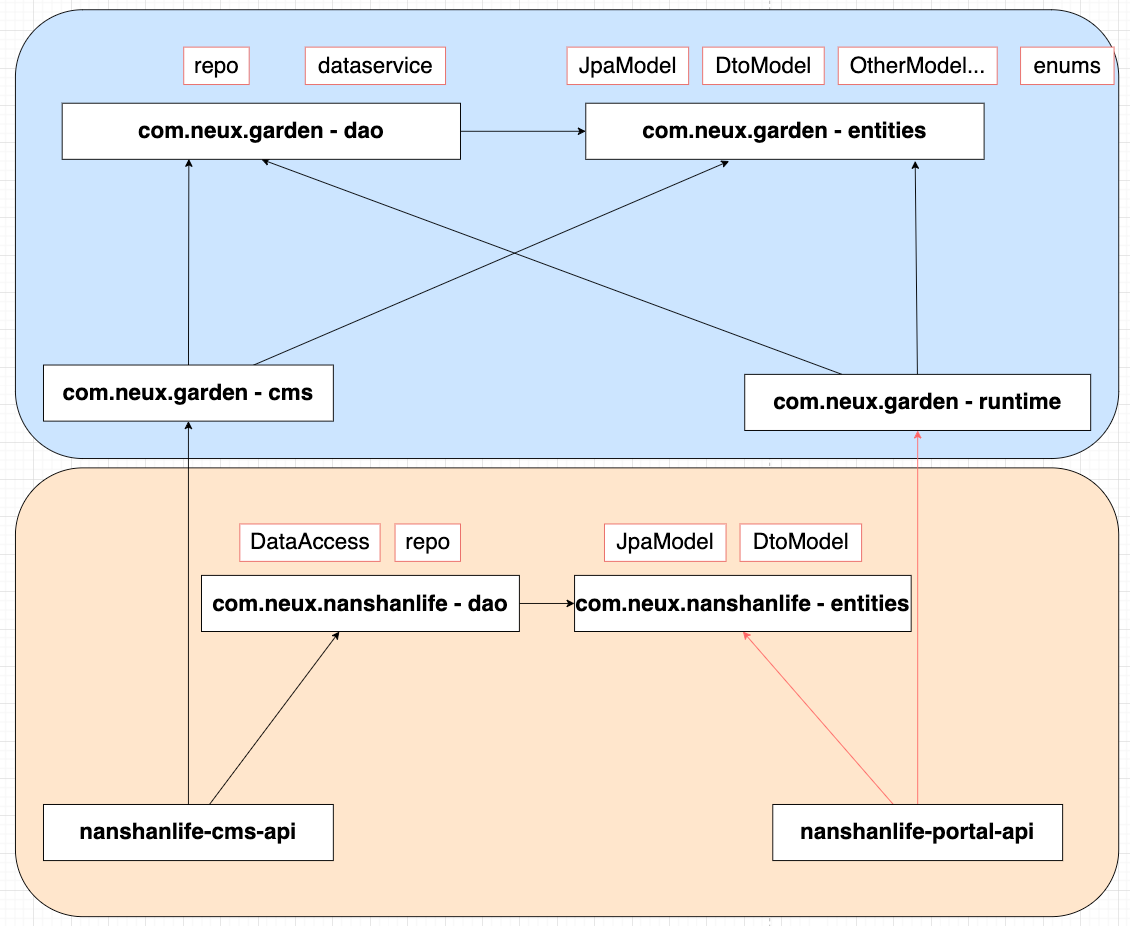 repo
dataservice
JpaModel
DtoModel
OtherModel...
enums
com.neux.garden - dao
com.neux.garden - entities
com.neux.garden - cms
com.neux.garden - runtime
DataAccess
repo
JpaModel
DtoModel
com.neux.nanshanlife - dao
com.neux.nanshanlife - entities
nanshanlife-cms-api
nanshanlife-portal-api